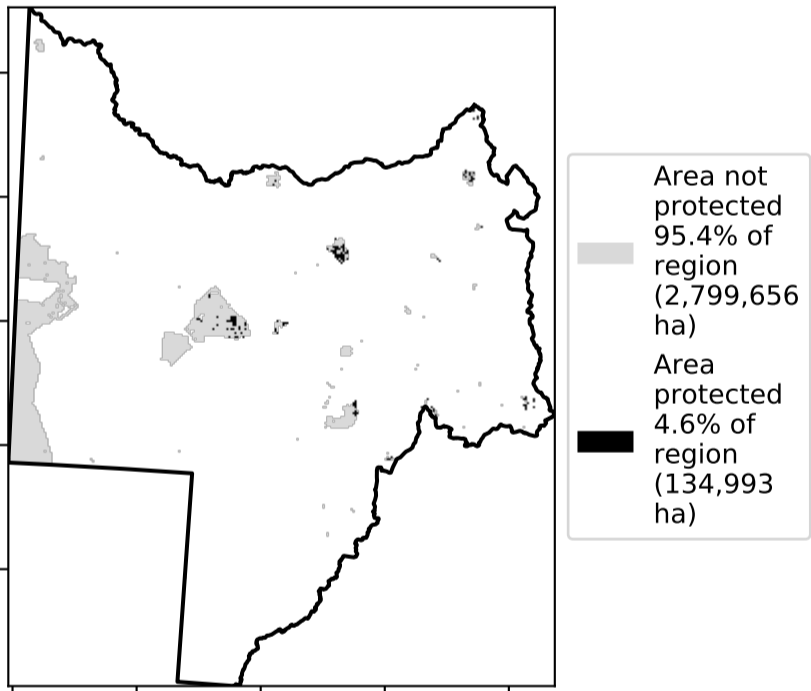 Area not
protected
95.4% of
region
(2,799,656
ha)
Area
protected
4.6% of
region
(134,993
ha)